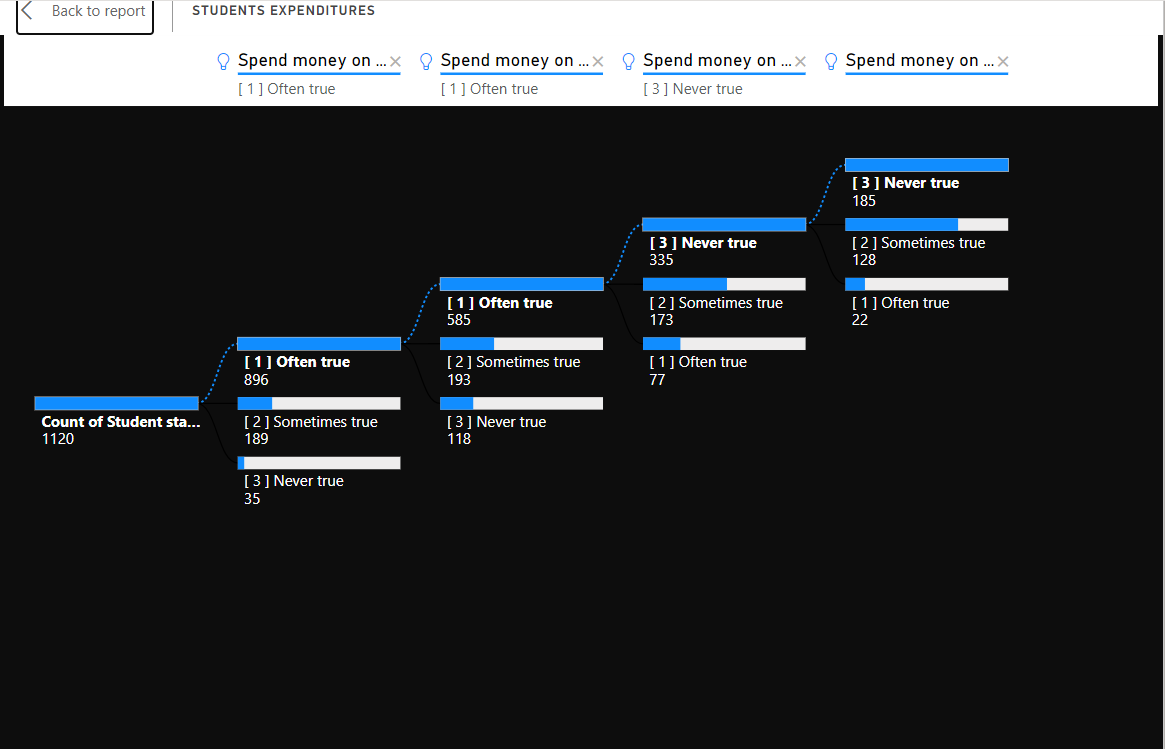 Back to report
STUDENTS EXPENDITURES
Spend money on ...
[ 1 ] Often true
Spend money on ...
[ 1 ] Often true
Spend money on ...
[ 3 ] Never true
Spend money on ...
Count of Student sta...
1120
[ 1 ] Often true
896
[ 2 ] Sometimes true
189
[ 3 ] Never true
35
[ 1 ] Often true
585
[ 2 ] Sometimes true
193
[ 3 ] Never true
118
[ 3 ] Never true
335
[ 2 ] Sometimes true
173
[ 1 ] Often true
77
[ 3 ] Never true
185
[ 2 ] Sometimes true
128
[ 1 ] Often true
22